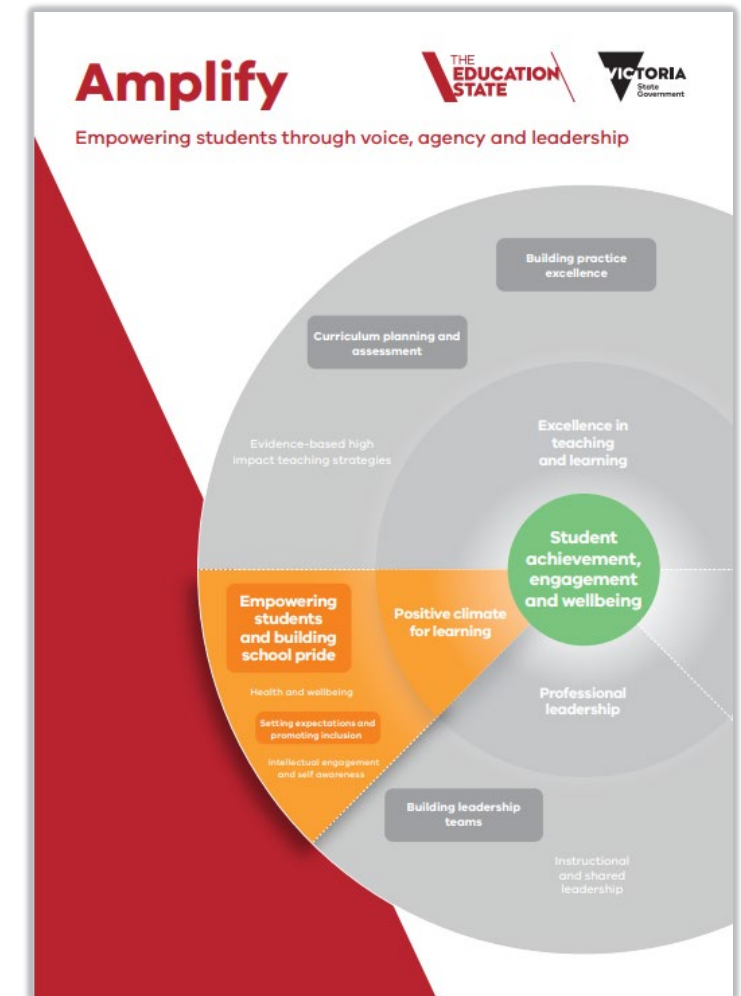 Amplify
THE
EDUCATION
STATE
VICTORIA
State
Government
Empowering students through voice, agency and leadership
Building practice
excellence
Curriculum planning and
assessment
Evidence-based high
impact teaching strategies
Excellence in
teaching
and learning
Student
achievement,
engagement
and wellbeing
Empowering
students
and building
school pride
Positive climate
for learning
Health and wellbeing
Setting expectations and
promoting inclusion
Intellectual engagement
and self awareness
Professional
leadership
Building leadership
teams
Instructional
and shared
leadership